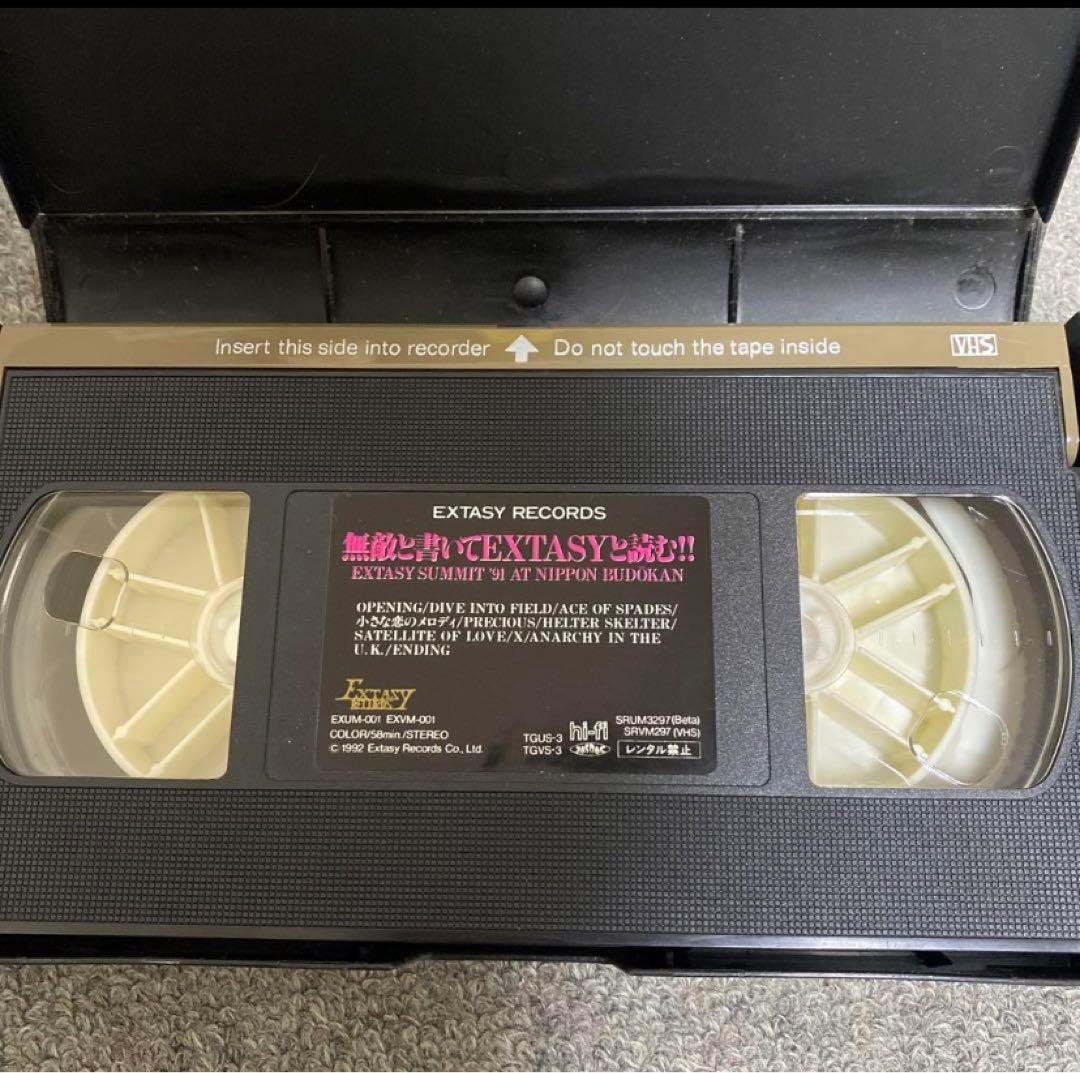 Insert this side into recorder Do not touch the tape inside VHS
EXTASY RECORDS
無敵と書いてEXTASYと読む!!
EXTASY SUMMIT '91 AT NIPPON BUDOKAN
OPENING/DIVE INTO FIELD/ACE OF SPADES/
小さな恋のメロディ/PRECIOUS/HELTER SKELTER/
SATELLITE OF LOVE/X/ANARCHY IN THE
U.K./ENDING
EXTASY
EXUM-001 EXVM-001
COLOR/58min./STEREO
© 1992 Extasy Records Co., Ltd.
TGUS-3
TGVS-3
hi-fi
SRUM3297(Beta)
SRVM297(VHS)
レンタル禁止